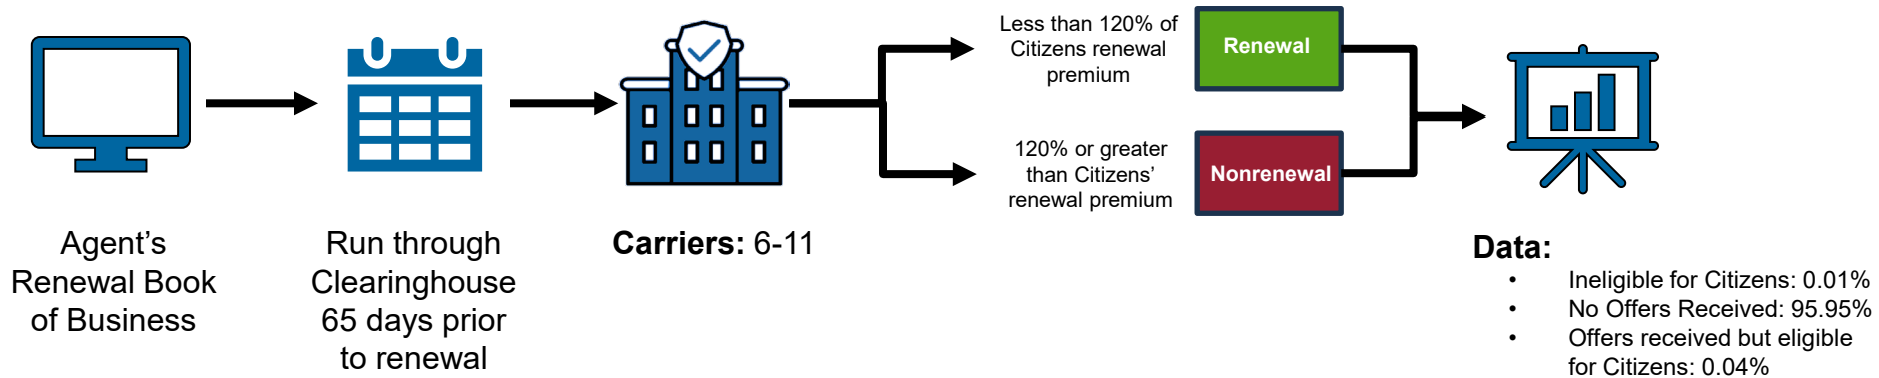 Agent’s
Renewal Book
of Business
Run through
Clearinghouse
65 days prior
to renewal
Carriers: 6-11
Less than 120% of
Citizens renewal
premium
Renewal
120% or greater
than Citizens’
renewal premium
Nonrenewal
Data:
• Ineligible for Citizens: 0.01%
• No Offers Received: 95.95%
• Offers received but eligible
for Citizens: 0.04%